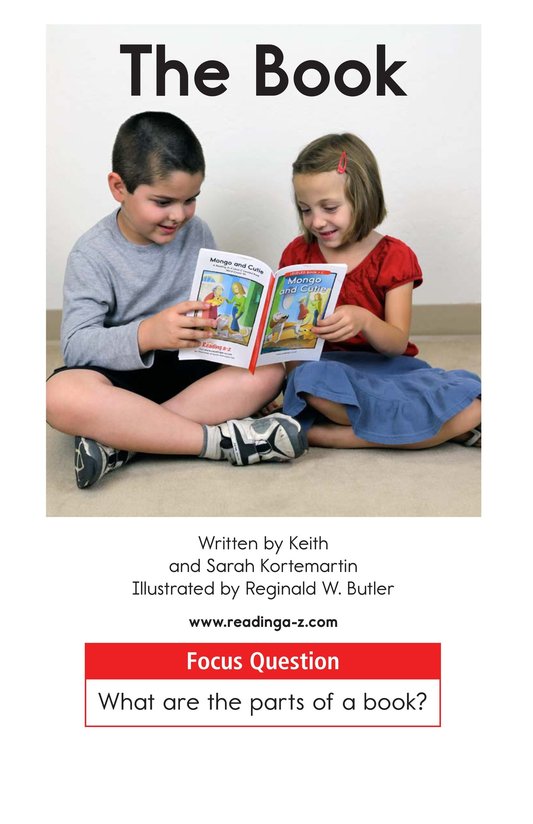 The Book
Mongo and Cutie
Mongo
and Cutie
Reading A-Z
Written by Keith
and Sarah Kortemartin
Illustrated by Reginald W. Butler
www.readinga-z.com
Focus Question
What are the parts of a book?